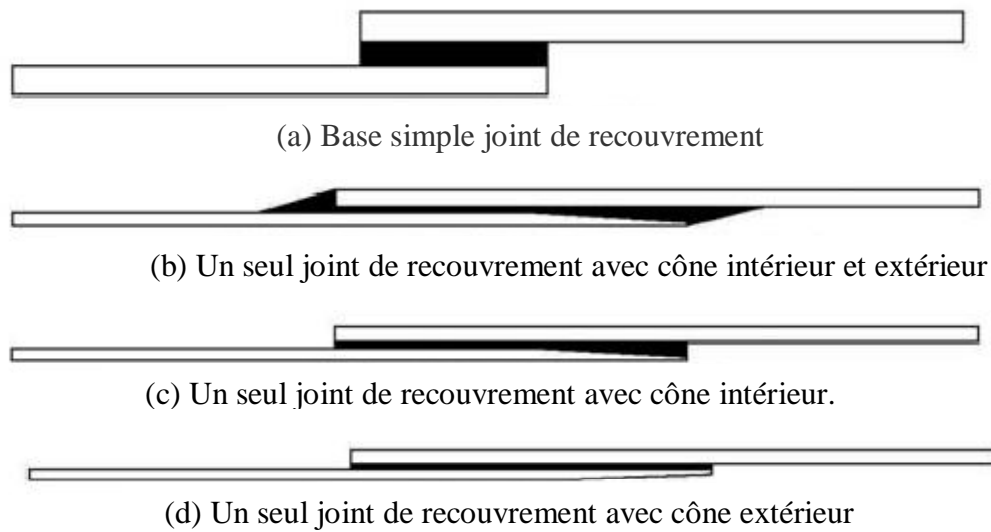 (a) Base simple joint de recouvrement
(b) Un seul joint de recouvrement avec cône intérieur et extérieur
(c) Un seul joint de recouvrement avec cône intérieur.
(d) Un seul joint de recouvrement avec cône extérieur